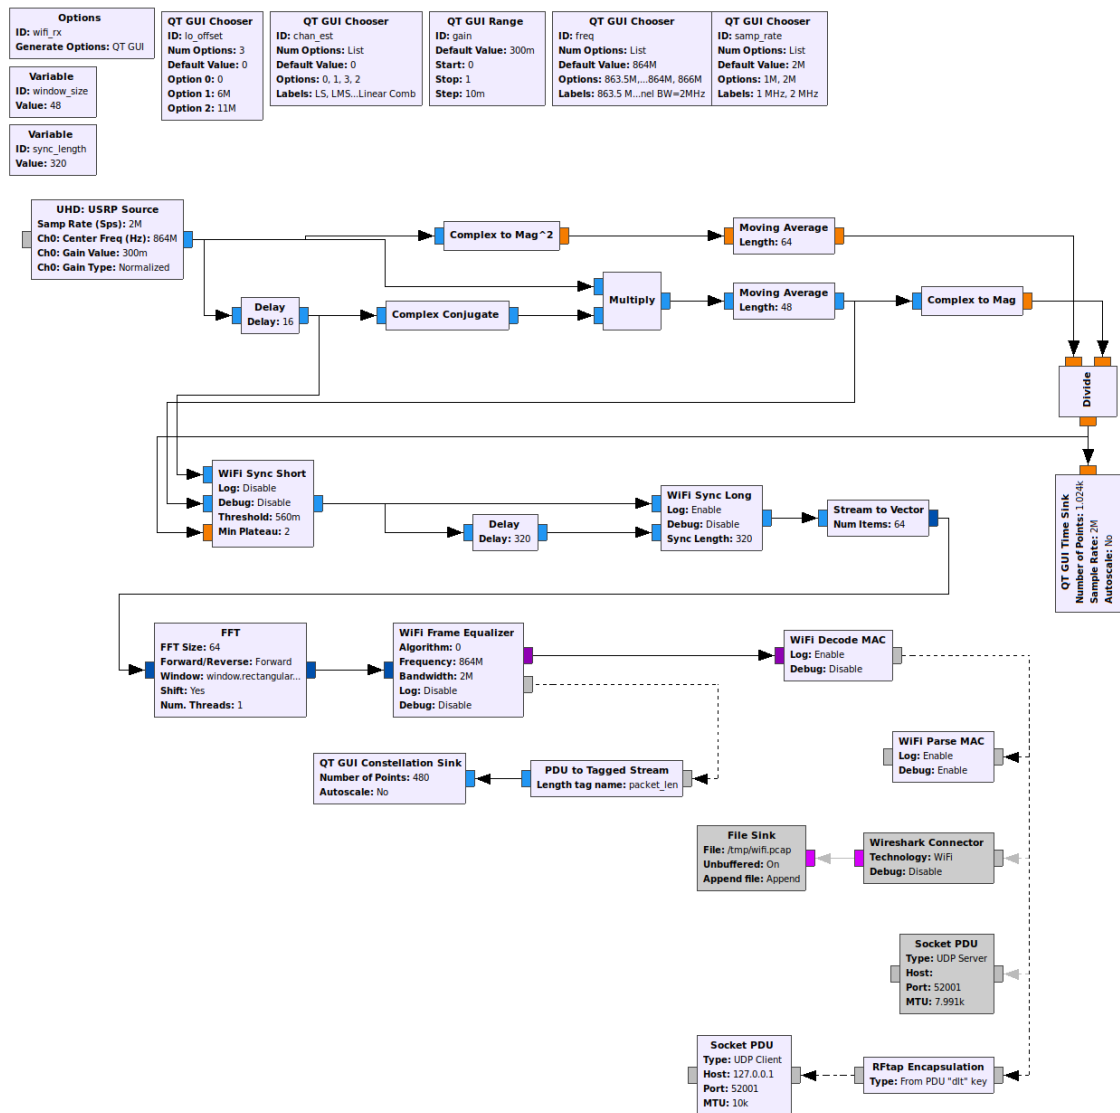 Options
ID: wifi_rx
Generate Options: QT GUI
Variable
ID: window_size
Value: 48
Variable
ID: sync_length
Value: 320
QT GUI Chooser
ID: lo_offset
Num Options: 3
Default Value: 0
Option 0: 0
Option 1: 6M
Option 2: 11M
QT GUI Chooser
ID: chan_est
Num Options: List
Default Value: 0
Options: 0, 1, 3, 2
Labels: LS, LMS...Linear Comb
QT GUI Range
ID: gain
Default Value: 300m
Start: 0
Stop: 1
Step: 10m
QT GUI Chooser
ID: freq
Num Options: List
Default Value: 864M
Options: 863.5M,...864M, 866M
Labels: 863.5 M...nel BW=2MHz
QT GUI Chooser
ID: samp_rate
Num Options: List
Default Value: 2M
Options: 1M, 2M
Labels: 1 MHz, 2 MHz
UHD: USRP Source
Samp Rate (Sps): 2M
Ch0: Center Freq (Hz): 864M
Ch0: Gain Value: 300m
Ch0: Gain Type: Normalized
Complex to Mag^2
Moving Average
Length: 64
Delay
Delay: 16
Complex Conjugate
Multiply
Moving Average
Length: 48
Complex to Mag
Divide
WiFi Sync Short
Log: Disable
Debug: Disable
Threshold: 560m
Min Plateau: 2
Delay
Delay: 320
WiFi Sync Long
Log: Enable
Debug: Disable
Sync Length: 320
Stream to Vector
Num Items: 64
QT GUI Time Sink
Number of Points: 1.024k
Sample Rate: 2M
Autoscale: No
FFT
FFT Size: 64
Forward/Reverse: Forward
Window: window.rectangular...
Shift: Yes
Num. Threads: 1
WiFi Frame Equalizer
Algorithm: 0
Frequency: 864M
Bandwidth: 2M
Log: Disable
Debug: Disable
WiFi Decode MAC
Log: Enable
Debug: Disable
WiFi Parse MAC
Log: Enable
Debug: Enable
QT GUI Constellation Sink
Number of Points: 480
Autoscale: No
PDU to Tagged Stream
Length tag name: packet_len
File Sink
File: /tmp/wifi.pcap
Unbuffered: On
Append file: Append
Wireshark Connector
Technology: WiFi
Debug: Disable
Socket PDU
Type: UDP Server
Host:
Port: 52001
MTU: 7.991k
Socket PDU
Type: UDP Client
Host: 127.0.0.1
Port: 52001
MTU: 10k
RFtap Encapsulation
Type: From PDU "dlt" key